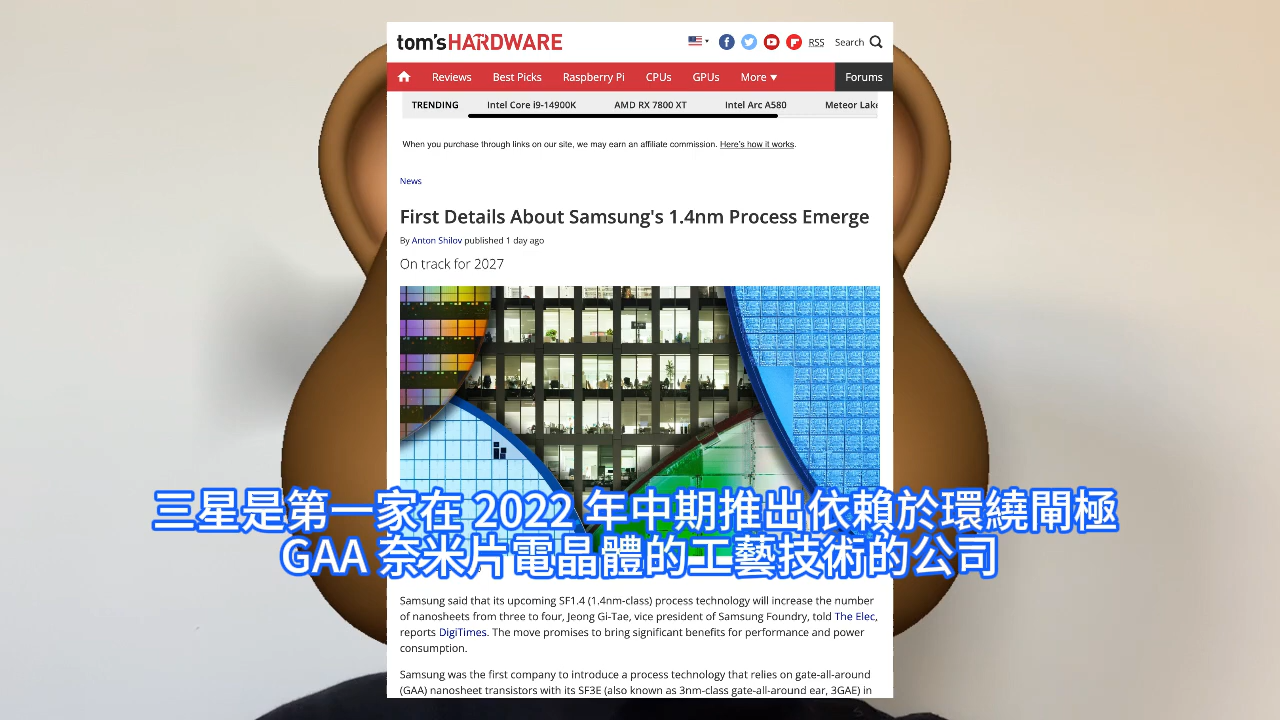 tom's HARDWARE
RSS Search
Reviews Best Picks Raspberry Pi CPUs GPUs More Forums
TRENDING Intel Core i9-14900K AMD RX 7800 XT Intel Arc A580 Meteor Lake
When you purchase through links on our site, we may earn an affiliate commission. Here's how it works.
News
First Details About Samsung's 1.4nm Process Emerge
By Anton Shilov published 1 day ago
On track for 2027
三星是第一家在 2022 年中期推出依賴於環繞閘極
GAA 奈米片電晶體的工藝技術的公司
Samsung said that its upcoming SF1.4 (1.4nm-class) process technology will increase the number
of nanosheets from three to four, Jeong Gi-Tae, vice president of Samsung Foundry, told The Elec,
reports DigiTimes. The move promises to bring significant benefits for performance and power
consumption.
Samsung was the first company to introduce a process technology that relies on gate-all-around
(GAA) nanosheet transistors with its SF3E (also known as 3nm-class gate-all-around ear, 3GAE) in